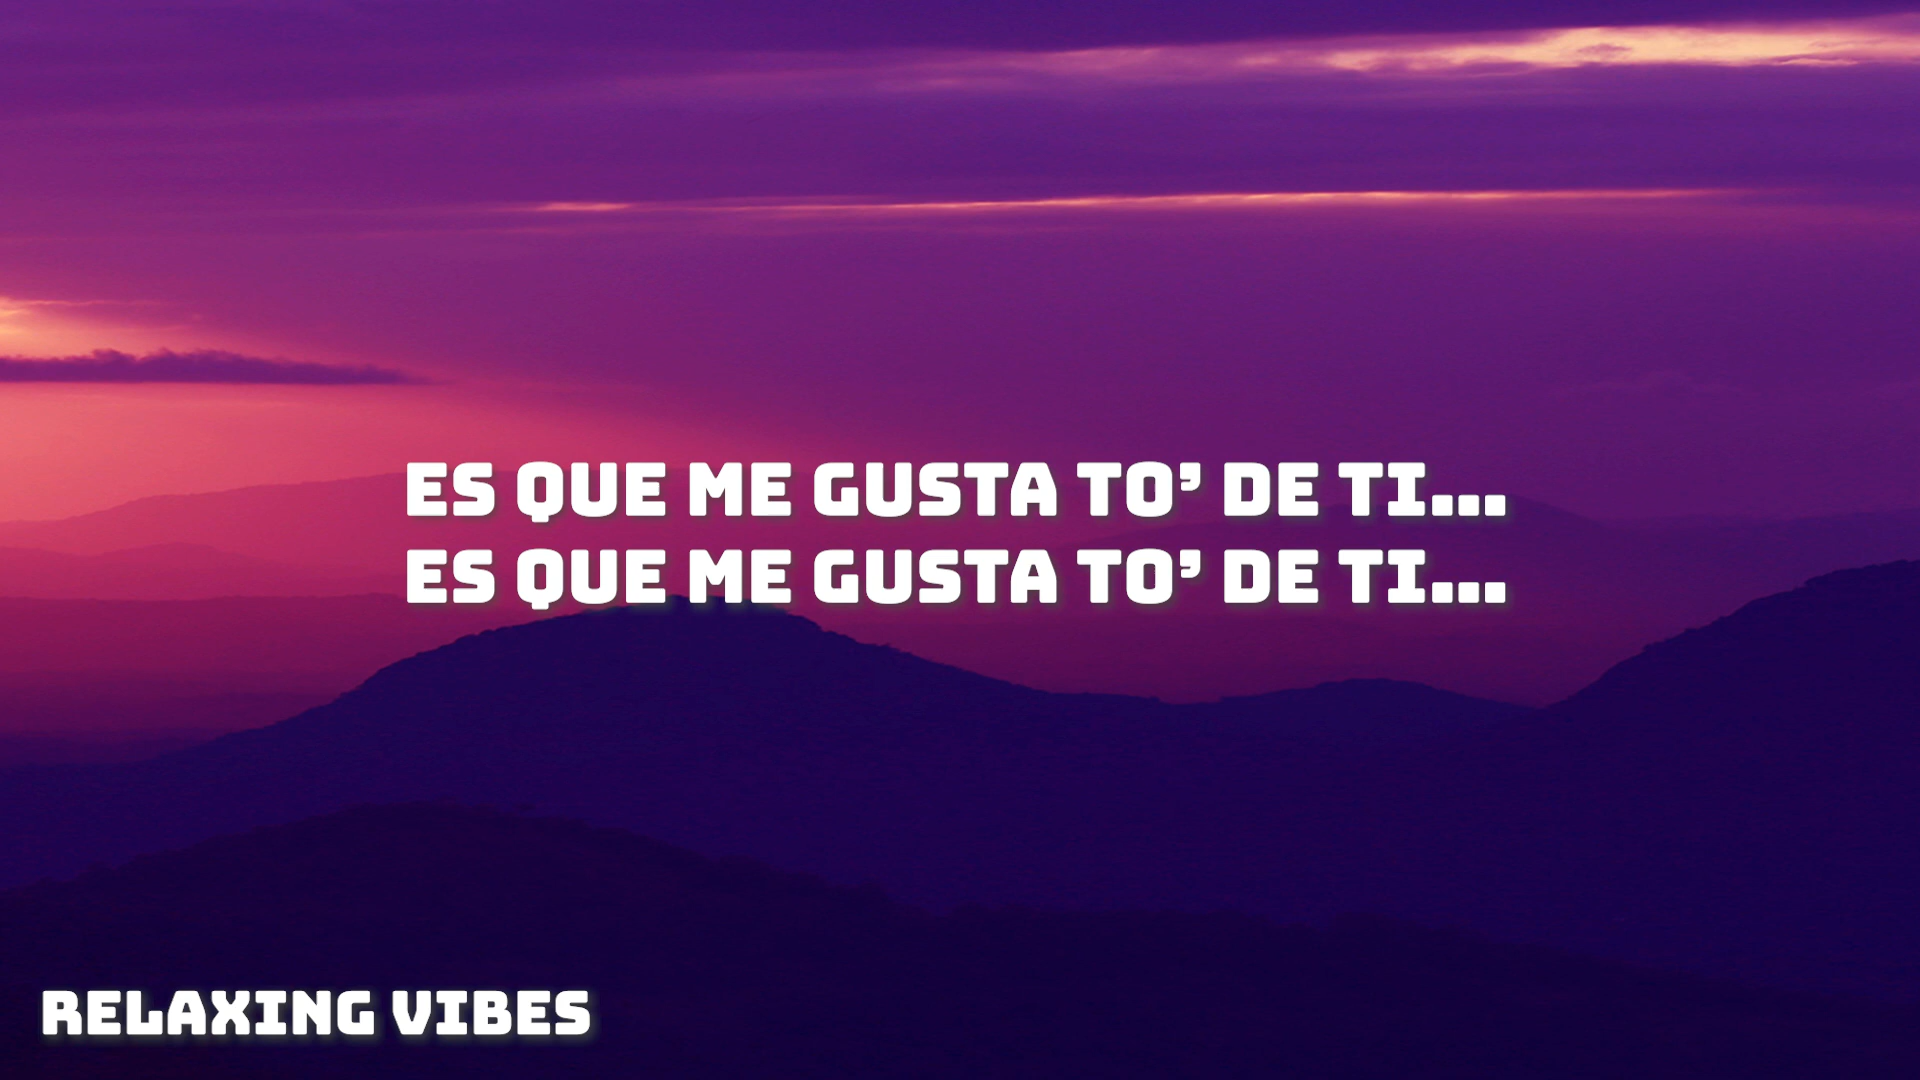 ES QUE ME GUSTA TO’ DE TI...
ES QUE ME GUSTA TO’ DE TI...
RELAXING VIBES